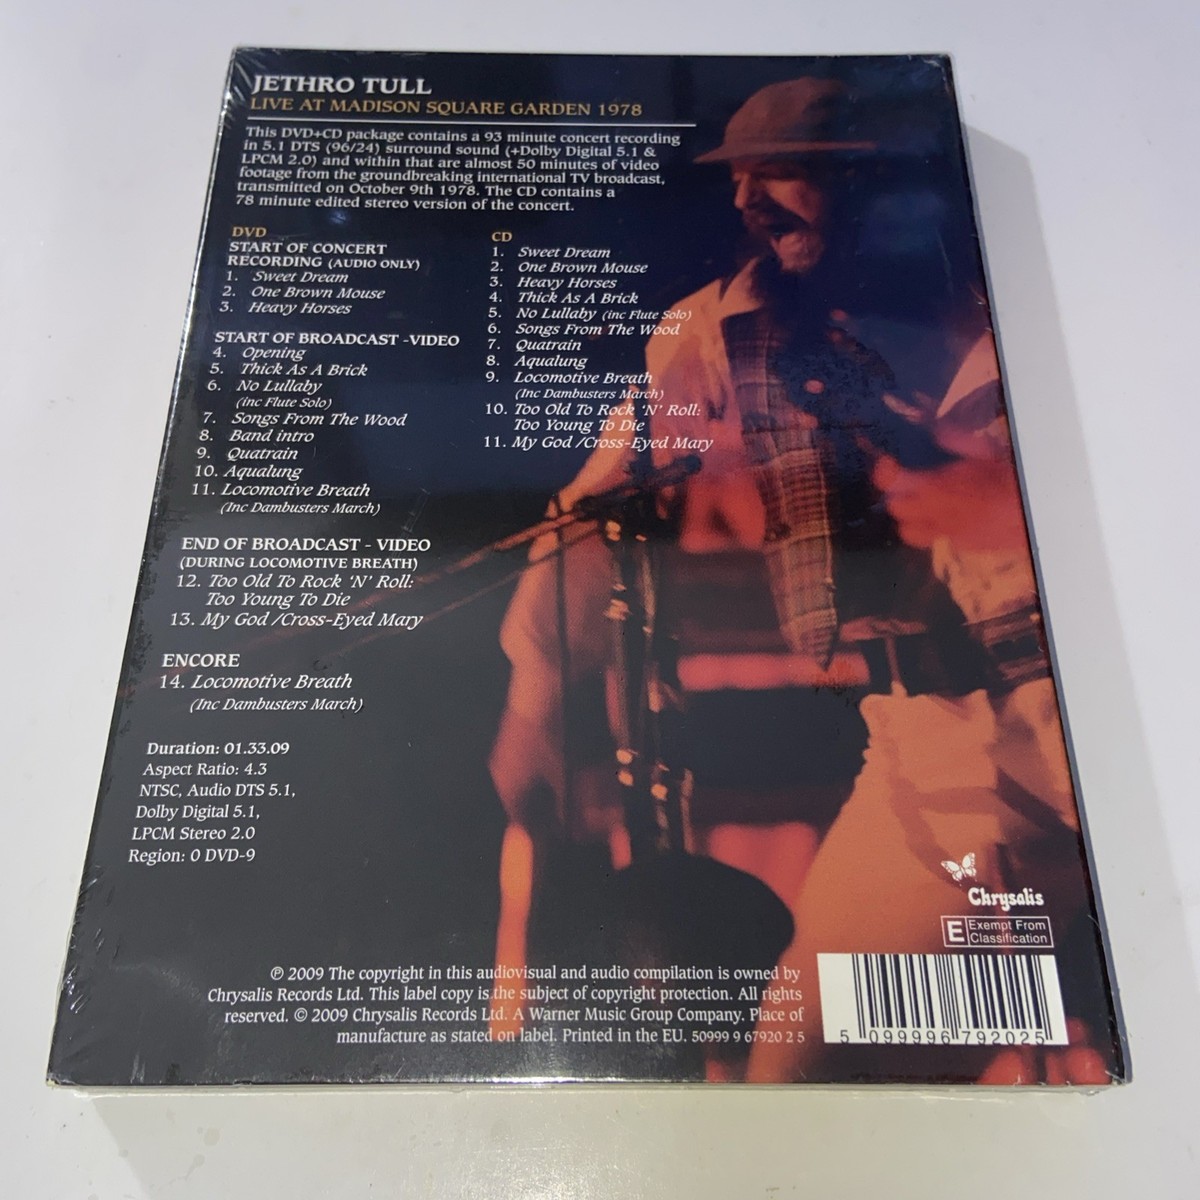 JETHRO TULL
LIVE AT MADISON SQUARE GARDEN 1978
This DVD+CD package contains a 93 minute concert recording
in 5.1 DTS (96/24) surround sound (+Dolby Digital 5.1 &
LPCM 2.0) and within that are almost 50 minutes of video
footage from the groundbreaking international TV broadcast,
transmitted on October 9th 1978. The CD contains a
78 minute edited stereo version of the concert.
DVD
START OF CONCERT
RECORDING (AUDIO ONLY)
1. Sweet Dream
2. One Brown Mouse
3. Heavy Horses
START OF BROADCAST -VIDEO
4. Opening
5. Thick As A Brick
6. No Lullaby
(inc Flute Solo)
7. Songs From The Wood
8. Band intro
9. Quatrain
10. Aqualung
11. Locomotive Breath
(Inc Dambusters March)
END OF BROADCAST - VIDEO
(DURING LOCOMOTIVE BREATH)
12. Too Old To Rock ‘N’ Roll:
Too Young To Die
13. My God /Cross-Eyed Mary
ENCORE
14. Locomotive Breath
(Inc Dambusters March)
CD
1. Sweet Dream
2. One Brown Mouse
3. Heavy Horses
4. Thick As A Brick
5. No Lullaby (inc Flute Solo)
6. Songs From The Wood
7. Quatrain
8. Aqualung
9. Locomotive Breath
(Inc Dambusters March)
10. Too Old To Rock ‘N’ Roll:
Too Young To Die
11. My God /Cross-Eyed Mary
Duration: 01.33.09
Aspect Ratio: 4.3
NTSC, Audio DTS 5.1,
Dolby Digital 5.1,
LPCM Stereo 2.0
Region: 0 DVD-9
Chrysalis
E Exempt From
Classification
℗ 2009 The copyright in this audiovisual and audio compilation is owned by
Chrysalis Records Ltd. This label copy is the subject of copyright protection. All rights
reserved. © 2009 Chrysalis Records Ltd. A Warner Music Group Company. Place of
manufacture as stated on label. Printed in the EU. 50999 9 67920 2 5
5 099996 792025